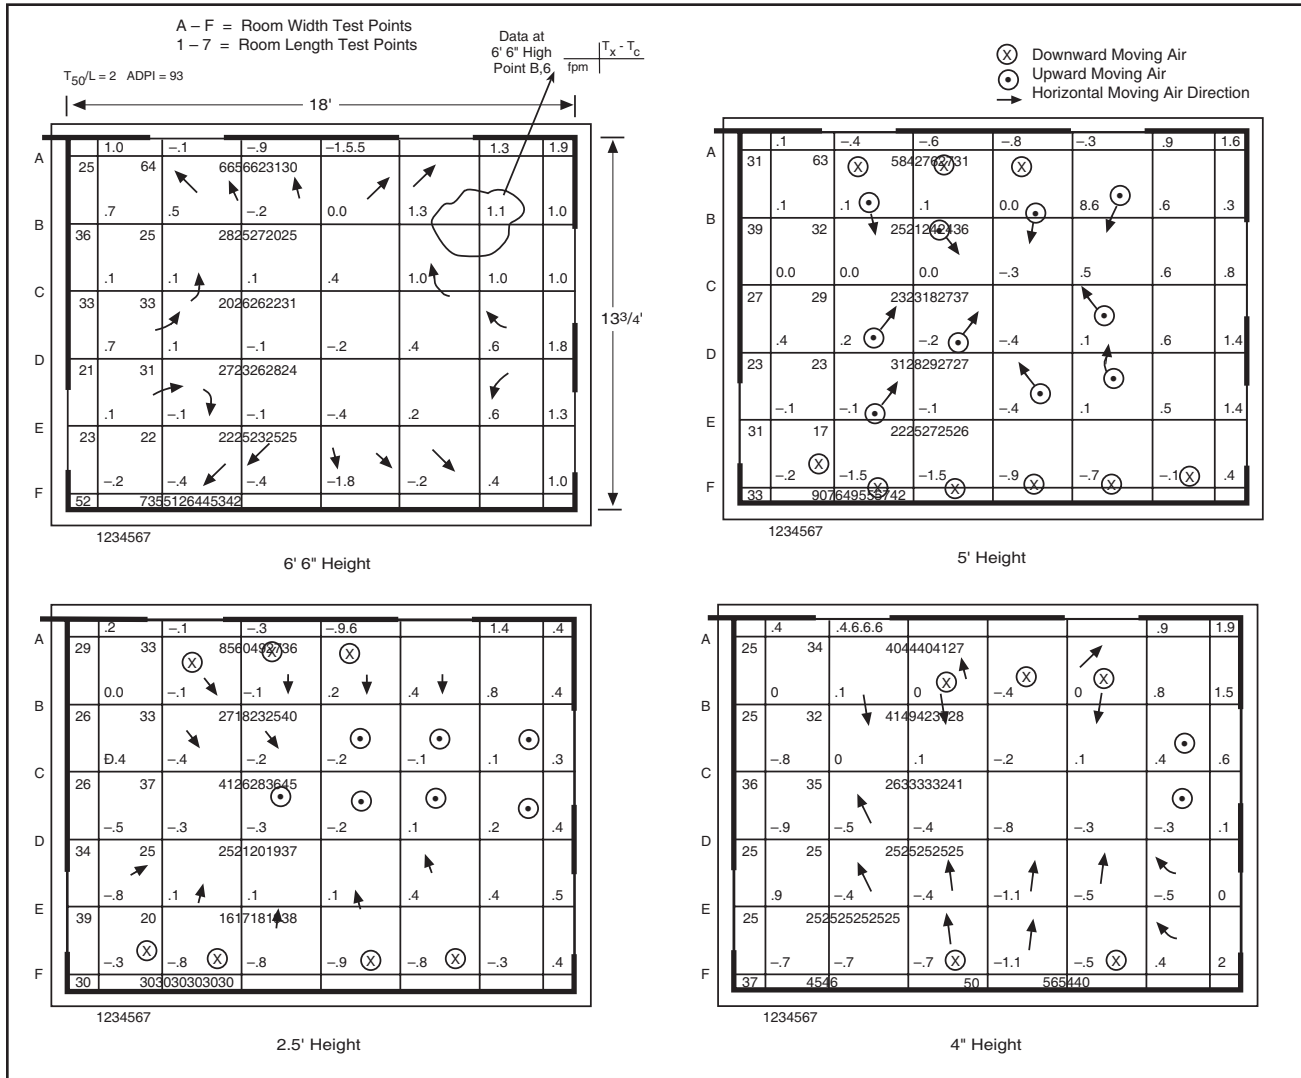 A – F = Room Width Test Points
1 – 7 = Room Length Test Points
T50/L = 2 ADPI = 93
Data at
6' 6" High
Point B,6
Tx - Tc
fpm
Downward Moving Air
Upward Moving Air
Horizontal Moving Air Direction
18'
13 3/4'
1.0 –.1 –.9 –1.5.5 1.3 1.9
A
25 64 6656623130
.7 .5 –.2 0.0 1.3 1.1 1.0
B
36 25 2825272025
.1 .1 .1 .4 1.0 1.0 1.0
C
33 33 2026262231
.7 .1 –.1 –.2 .4 .6 1.8
D
21 31 2723262824
.1 –.1 –.1 –.4 .2 .6 1.3
E
23 22 2225232525
–.2 –.4 –.4 –1.8 –.2 .4 1.0
F
52 7355126445342
1234567
6' 6" Height
.1 –.4 –.6 –.8 –.3 .9 1.6
A
31 63 5842762731
X X X
.1 .1 .1 0.0 8.6 .6 .3
B
39 32 2521242436
0.0 0.0 0.0 –.3 .5 .6 .8
C
27 29 2323182737
.4 .2 –.2 –.4 .1 .6 1.4
D
23 23 3128292727
–.1 –.1 –.1 –.4 .1 .5 1.4
E
31 17 2225272526
X
–.2 –1.5 –1.5 –.9 –.7 –.1 .4
X X X X X X
F
33 907649555742
1234567
5' Height
.2 –.1 –.3 –.9.6 1.4 .4
A
29 33 8560492736
X X X
0.0 –.1 –.1 .2 .4 .8 .4
B
26 33 2718232540
Ð.4 –.4 –.2 –.2 –.1 .1 .3
C
26 37 4126283645
–.5 –.3 –.3 –.2 .1 .2 .4
D
34 25 2521201937
–.8 .1 .1 .1 .4 .4 .5
E
39 20
X X X X
–.3 –.8 –.8 –.9 –.8 –.3 .4
F
30 303030303030
1234567
2.5' Height
.4 .4.6.6.6 .9 1.9
A
25 34 4044404127
X X X
0 .1 0 –.4 0 .8 1.5
B
25 32
–.8 0 .1 –.2 .1 .4 .6
C
36 35 2633333241
–.9 –.5 –.4 –.8 –.3 –.3 .1
D
25 25 2525252525
.9 –.4 –.4 –1.1 –.5 –.5 0
E
25 252525252525
–.7 –.7 –.7 –1.1 –.5 .4 2
X X
F
37 4546 50 565440
1234567
4" Height